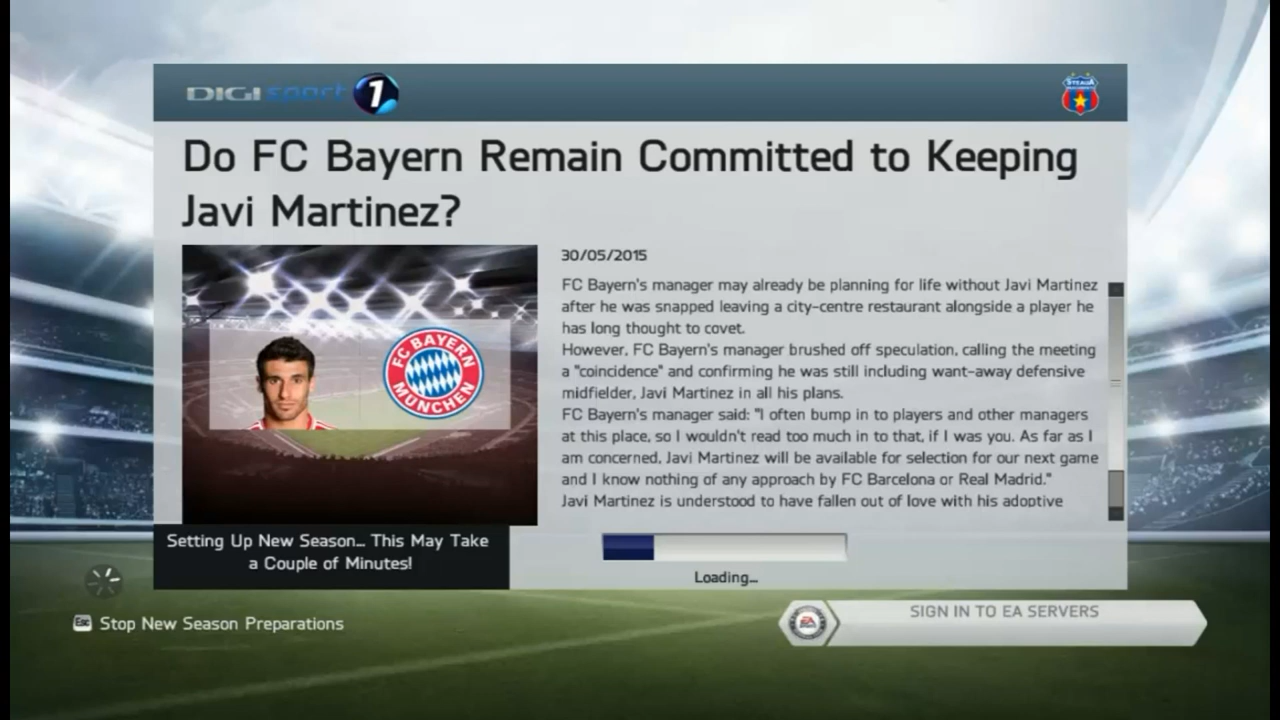 DIGI sport 1
STEAUA
Do FC Bayern Remain Committed to Keeping
Javi Martinez?
30/05/2015
FC Bayern's manager may already be planning for life without Javi Martinez
after he was snapped leaving a city-centre restaurant alongside a player he
has long thought to covet.
However, FC Bayern's manager brushed off speculation, calling the meeting
a "coincidence" and confirming he was still including want-away defensive
midfielder, Javi Martinez in all his plans.
FC Bayern's manager said: "I often bump in to players and other managers
at this place, so I wouldn't read too much in to that, if I was you. As far as I
am concerned, Javi Martinez will be available for selection for our next game
and I know nothing of any approach by FC Barcelona or Real Madrid."
Javi Martinez is understood to have fallen out of love with his adoptive
FC BAYERN
MÜNCHEN
Setting Up New Season... This May Take
a Couple of Minutes!
Loading...
Esc Stop New Season Preparations
EA
SIGN IN TO EA SERVERS